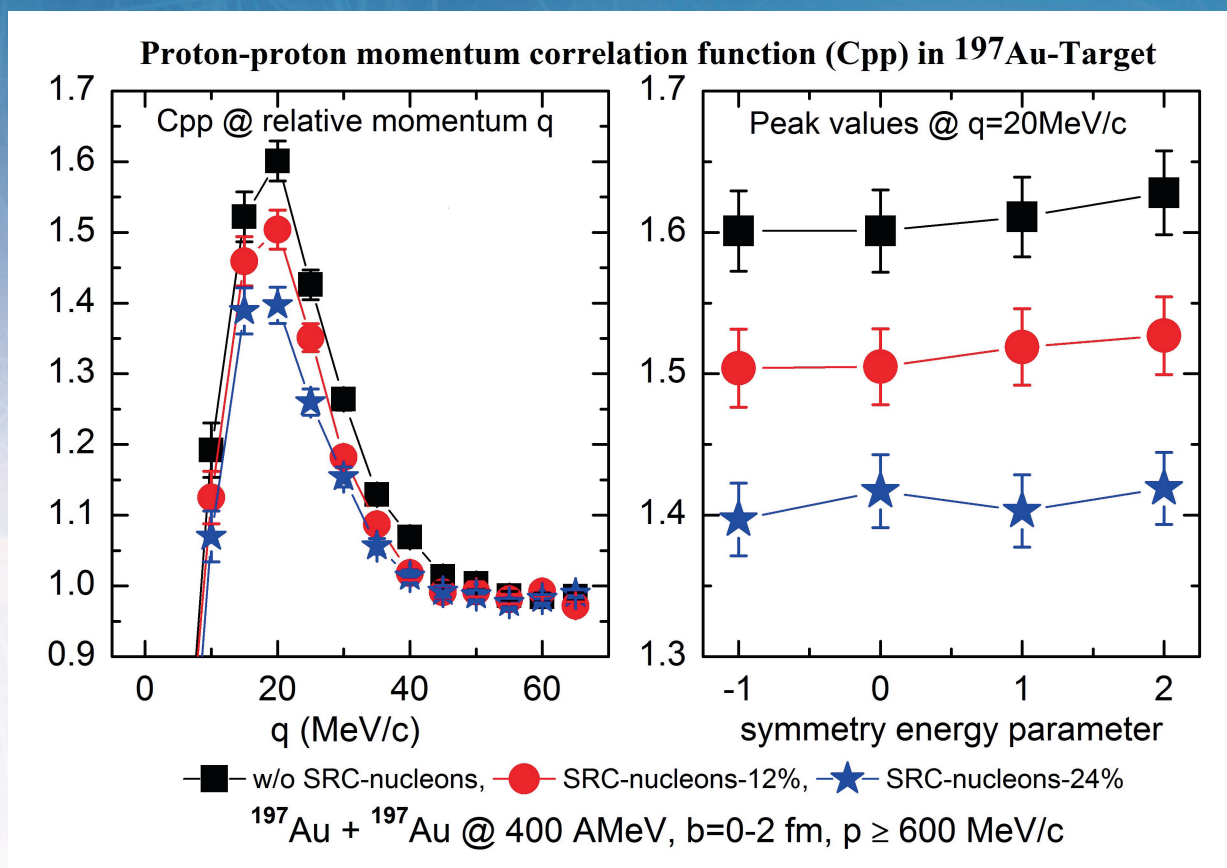 Proton-proton momentum correlation function (Cpp) in ¹⁹⁷Au-Target
Cpp @ relative momentum q
1.7
1.6
1.5
1.4
1.3
1.2
1.1
1.0
0.9
0 20 40 60
q (MeV/c)
Peak values @ q=20MeV/c
1.7
1.6
1.5
1.4
1.3
-1 0 1 2
symmetry energy parameter
w/o SRC-nucleons, SRC-nucleons-12%, SRC-nucleons-24%
¹⁹⁷Au + ¹⁹⁷Au @ 400 AMeV, b=0-2 fm, p ≥ 600 MeV/c